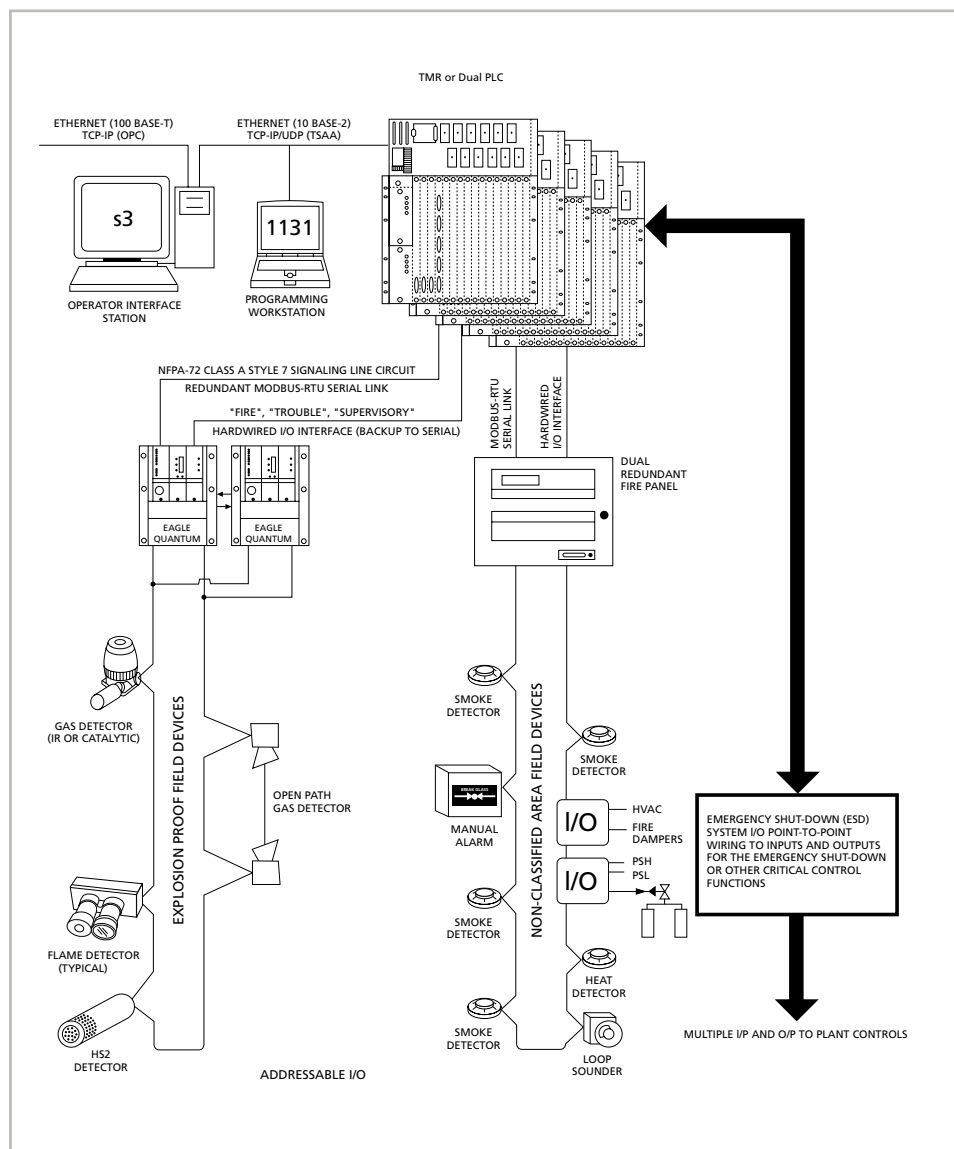 TMR or Dual PLC
ETHERNET (100 BASE-T)
TCP-IP (OPC)
ETHERNET (10 BASE-2)
TCP-IP/UDP (TSAA)
s3
1131
OPERATOR INTERFACE
STATION
PROGRAMMING
WORKSTATION
NFPA-72 CLASS A STYLE 7 SIGNALING LINE CIRCUIT
REDUNDANT MODBUS-RTU SERIAL LINK
"FIRE", "TROUBLE", "SUPERVISORY"
HARDWIRED I/O INTERFACE (BACKUP TO SERIAL)
MODBUS-RTU
SERIAL LINK
HARDWIRED
I/O INTERFACE
DUAL
REDUNDANT
FIRE PANEL
EAGLE
QUANTUM
EAGLE
QUANTUM
GAS DETECTOR
(IR OR CATALYTIC)
EXPLOSION PROOF FIELD DEVICES
OPEN PATH
GAS DETECTOR
FLAME DETECTOR
(TYPICAL)
HS2
DETECTOR
SMOKE
DETECTOR
SMOKE
DETECTOR
BREAK GLASS
MANUAL
ALARM
NON-CLASSIFIED AREA FIELD DEVICES
I/O
HVAC
FIRE
DAMPERS
I/O
PSH
PSL
SMOKE
DETECTOR
HEAT
DETECTOR
SMOKE
DETECTOR
LOOP
SOUNDER
EMERGENCY SHUT-DOWN (ESD)
SYSTEM I/O POINT-TO-POINT
WIRING TO INPUTS AND OUTPUTS
FOR THE EMERGENCY SHUT-DOWN
OR OTHER CRITICAL CONTROL
FUNCTIONS
MULTIPLE I/P AND O/P TO PLANT CONTROLS
ADDRESSABLE I/O